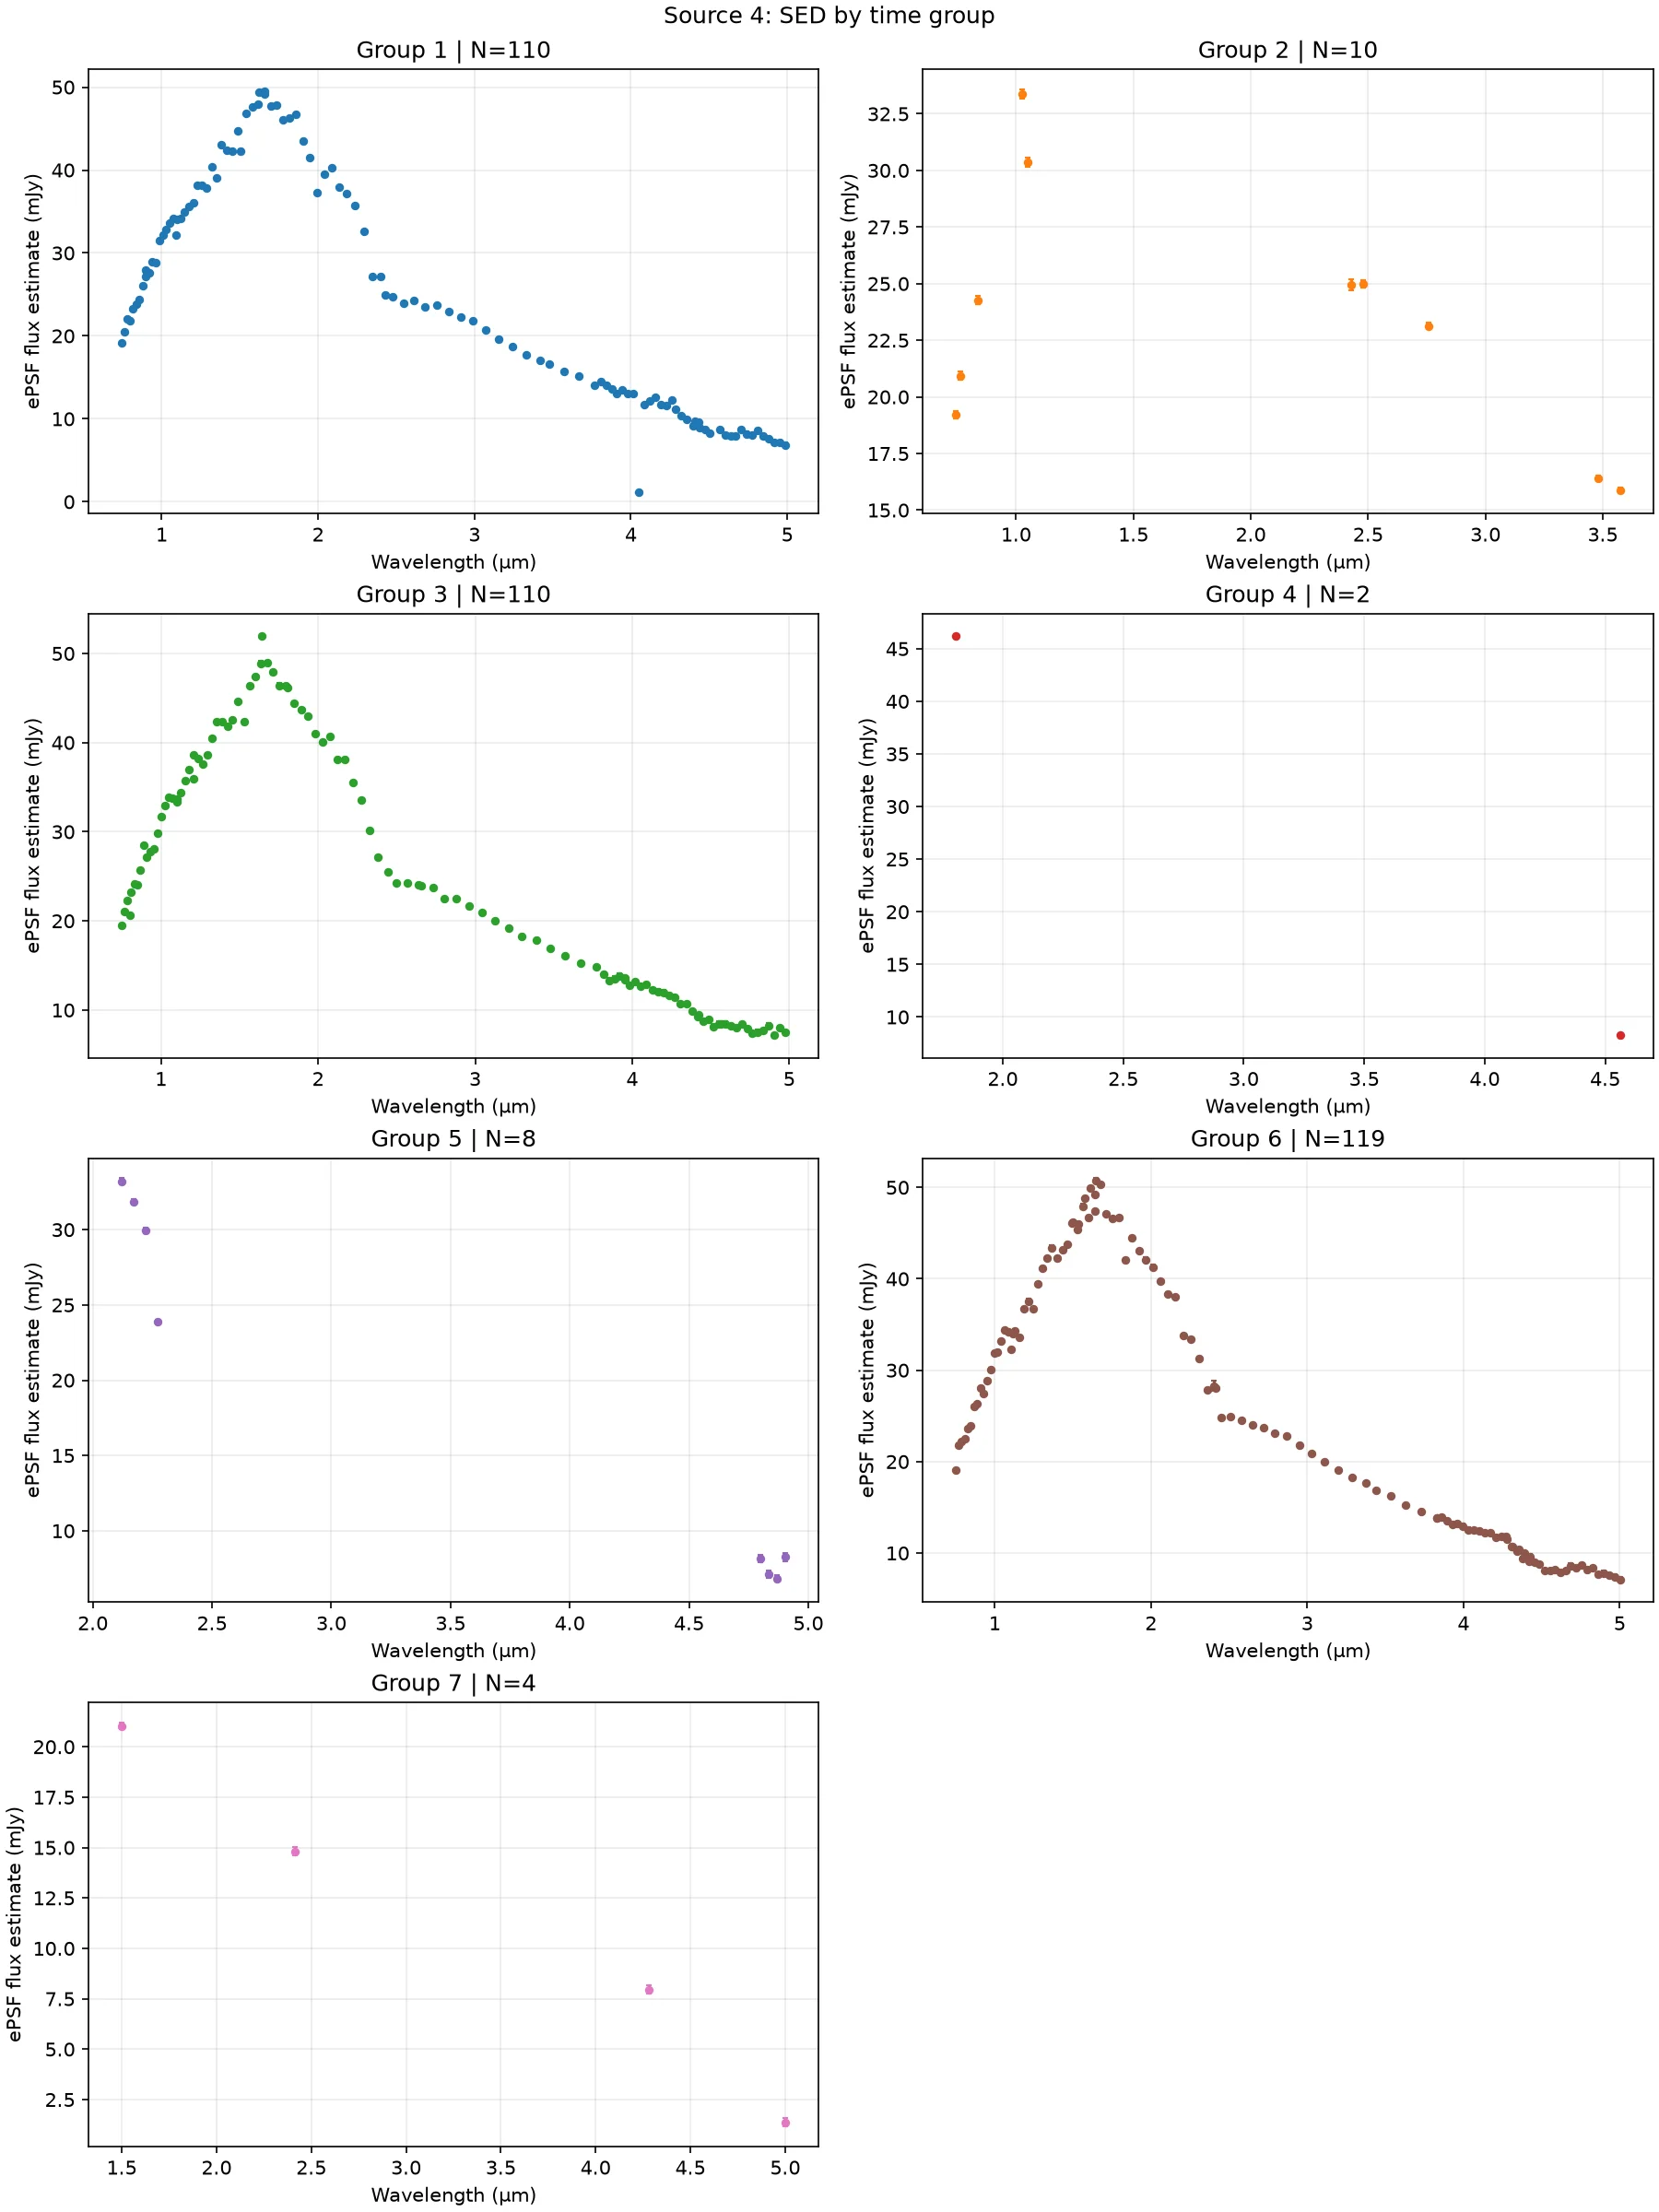 Source 4: SED by time group
Group 1 | N=110
ePSF flux estimate (mJy)
50
40
30
20
10
0
1 2 3 4 5
Wavelength (μm)
Group 2 | N=10
ePSF flux estimate (mJy)
32.5
30.0
27.5
25.0
22.5
20.0
17.5
15.0
1.0 1.5 2.0 2.5 3.0 3.5
Wavelength (μm)
Group 3 | N=110
ePSF flux estimate (mJy)
50
40
30
20
10
1 2 3 4 5
Wavelength (μm)
Group 4 | N=2
ePSF flux estimate (mJy)
45
40
35
30
25
20
15
10
2.0 2.5 3.0 3.5 4.0 4.5
Wavelength (μm)
Group 5 | N=8
ePSF flux estimate (mJy)
30
25
20
15
10
2.0 2.5 3.0 3.5 4.0 4.5 5.0
Wavelength (μm)
Group 6 | N=119
ePSF flux estimate (mJy)
50
40
30
20
10
1 2 3 4 5
Wavelength (μm)
Group 7 | N=4
ePSF flux estimate (mJy)
20.0
17.5
15.0
12.5
10.0
7.5
5.0
2.5
1.5 2.0 2.5 3.0 3.5 4.0 4.5 5.0
Wavelength (μm)